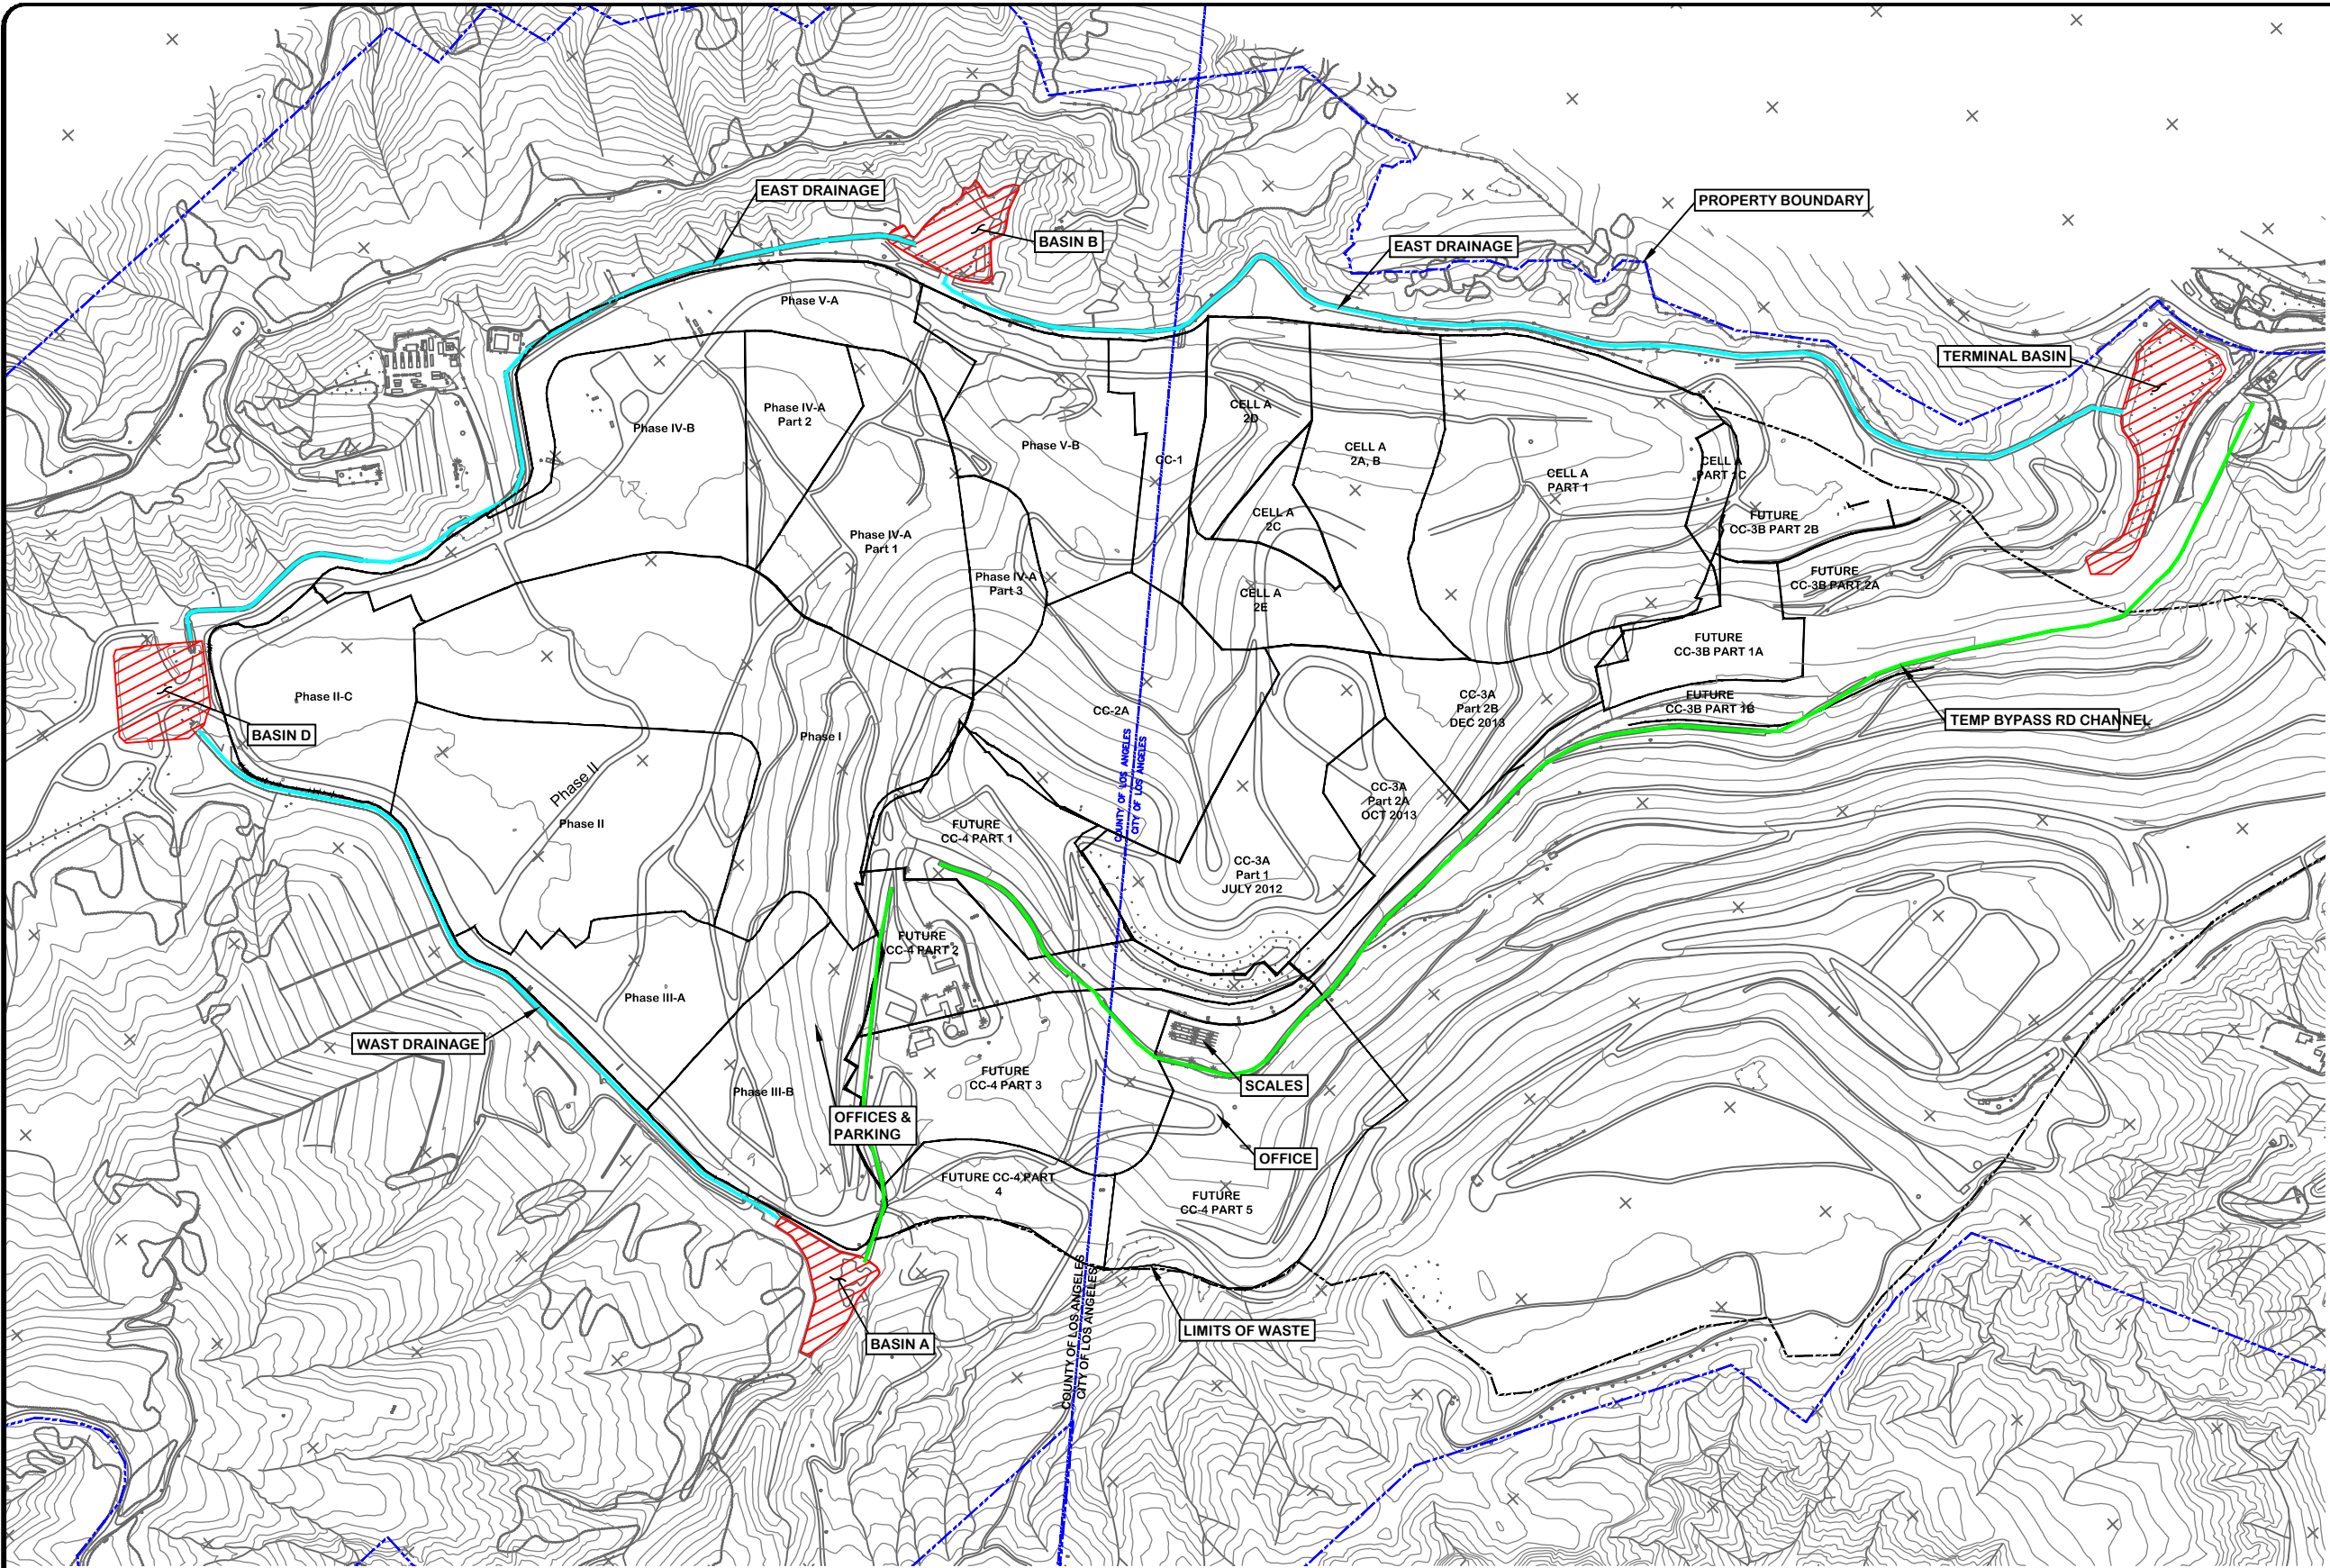 EAST DRAINAGE
BASIN B
PROPERTY BOUNDARY
EAST DRAINAGE
Phase V-A
TERMINAL BASIN
Phase IV-B
Phase IV-A
Part 2
Phase V-B
CC-1
CELL A
2D
CELL A
2A, B
CELL A
PART 1
CELL A
PART 1C
CELL A
2C
FUTURE
CC-3B PART 2B
Phase IV-A
Part 1
Phase IV-A
Part 3
CELL A
2E
FUTURE
CC-3B PART 2A
FUTURE
CC-3B PART 1A
Phase II-C
BASIN D
CC-2A
CC-3A
Part 2B
DEC 2013
FUTURE
CC-3B PART 1B
TEMP BYPASS RD CHANNEL
Phase I
Phase II
Phase II
COUNTY OF LOS ANGELES
CITY OF LOS ANGELES
FUTURE
CC-4 PART 1
CC-3A
Part 2A
OCT 2013
CC-3A
Part 1
JULY 2012
FUTURE
CC-4 PART 2
Phase III-A
WAST DRAINAGE
FUTURE
CC-4 PART 3
SCALES
Phase III-B
OFFICES &
PARKING
OFFICE
FUTURE CC-4 PART
4
FUTURE
CC-4 PART 5
COUNTY OF LOS ANGELES
CITY OF LOS ANGELES
LIMITS OF WASTE
BASIN A